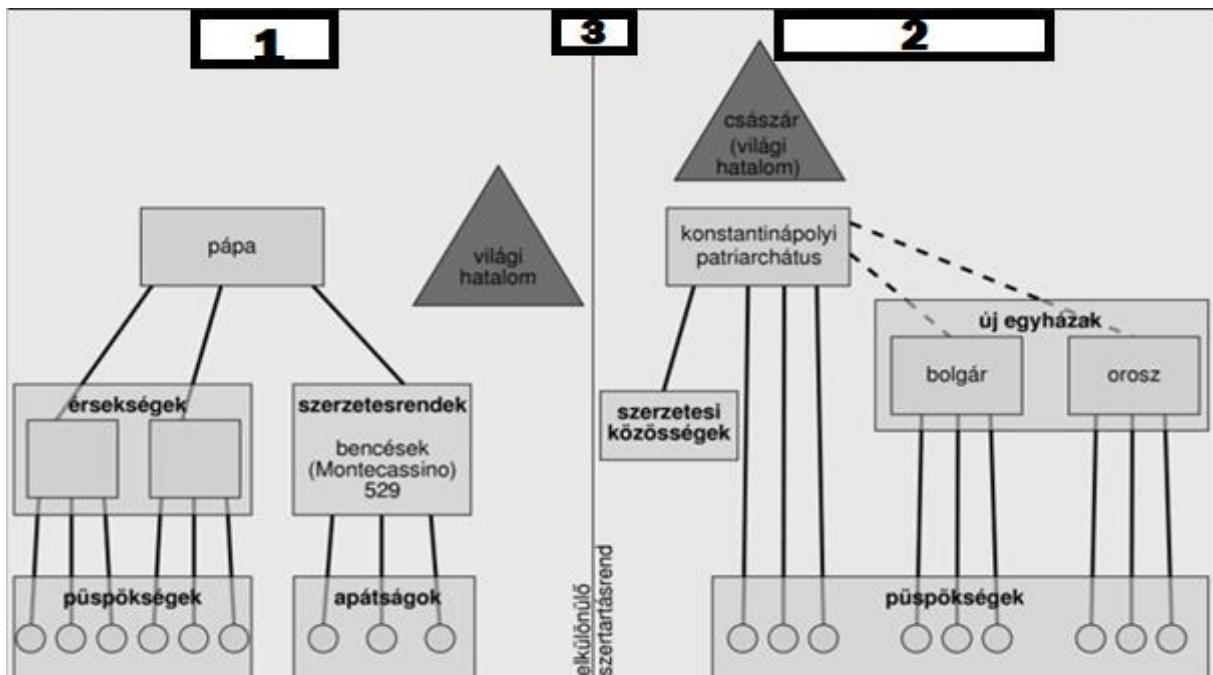 1
3
2
császár
(világi
hatalom)
pápa
világi
hatalom
konstantinápolyi
patriarchátus
új egyházak
bolgár
orosz
érsekségek
szerzetesrendek
bencések
(Montecassino)
529
szerzetesi
közösségek
elkülönülő
szertartásrend
püspökségek
apátságok
püspökségek